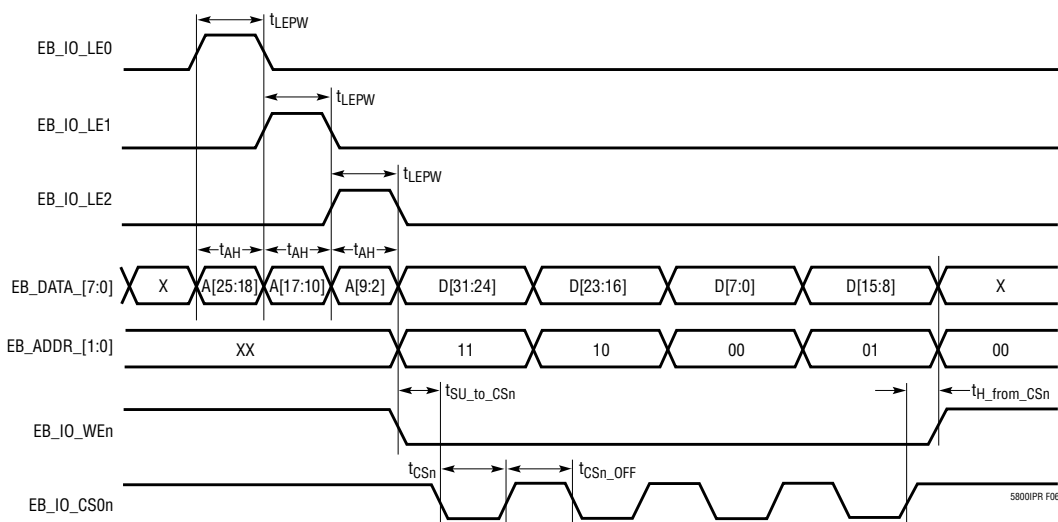 EB_IO_LE0
tLEPW
EB_IO_LE1
tLEPW
EB_IO_LE2
tLEPW
tAH tAH tAH
EB_DATA_[7:0] X A[25:18] A[17:10] A[9:2] D[31:24] D[23:16] D[7:0] D[15:8] X
EB_ADDR_[1:0] XX 11 10 00 01 00
tSU_to_CSn tH_from_CSn
EB_IO_WEn
tCSn tCSn_OFF
EB_IO_CS0n
5800IPR F06